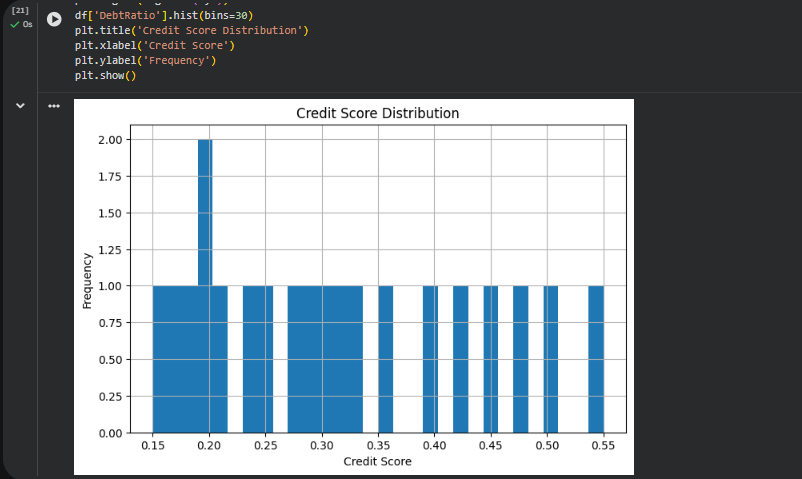 [21]
0s
df['DebtRatio'].hist(bins=30)
plt.title('Credit Score Distribution')
plt.xlabel('Credit Score')
plt.ylabel('Frequency')
plt.show()
Credit Score Distribution
2.00
1.75
1.50
1.25
1.00
0.75
0.50
0.25
0.00
Frequency
0.15 0.20 0.25 0.30 0.35 0.40 0.45 0.50 0.55
Credit Score